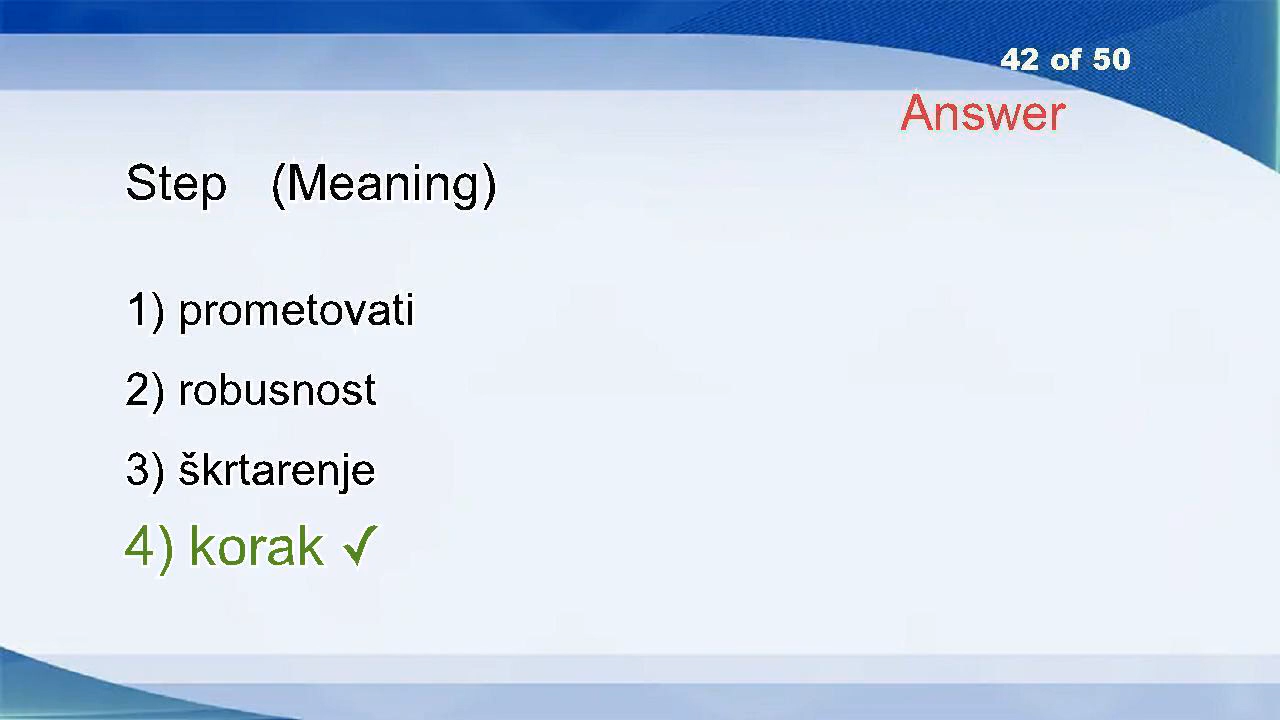 42 of 50
Answer
Step (Meaning)
1) prometovati
2) robusnost
3) škrtarenje
4) korak ✓